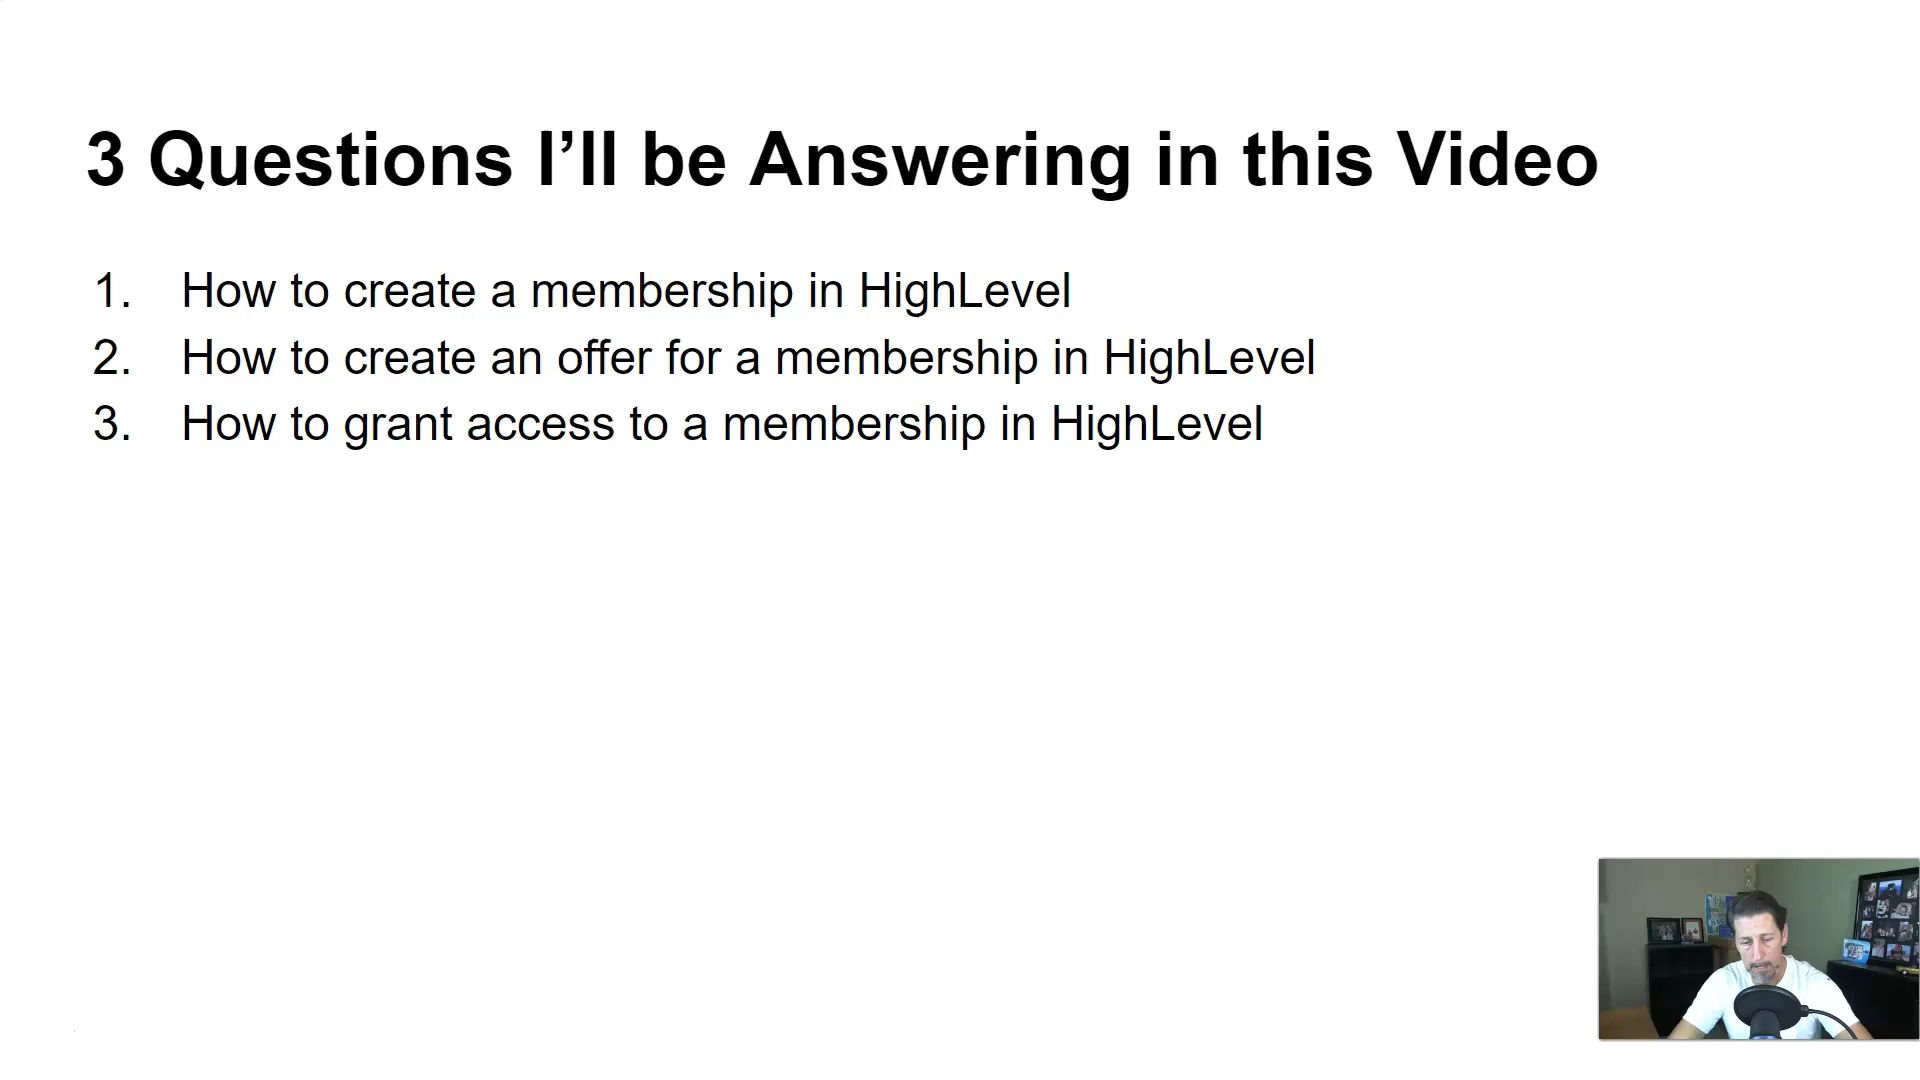 3 Questions I’ll be Answering in this Video
1. How to create a membership in HighLevel
2. How to create an offer for a membership in HighLevel
3. How to grant access to a membership in HighLevel